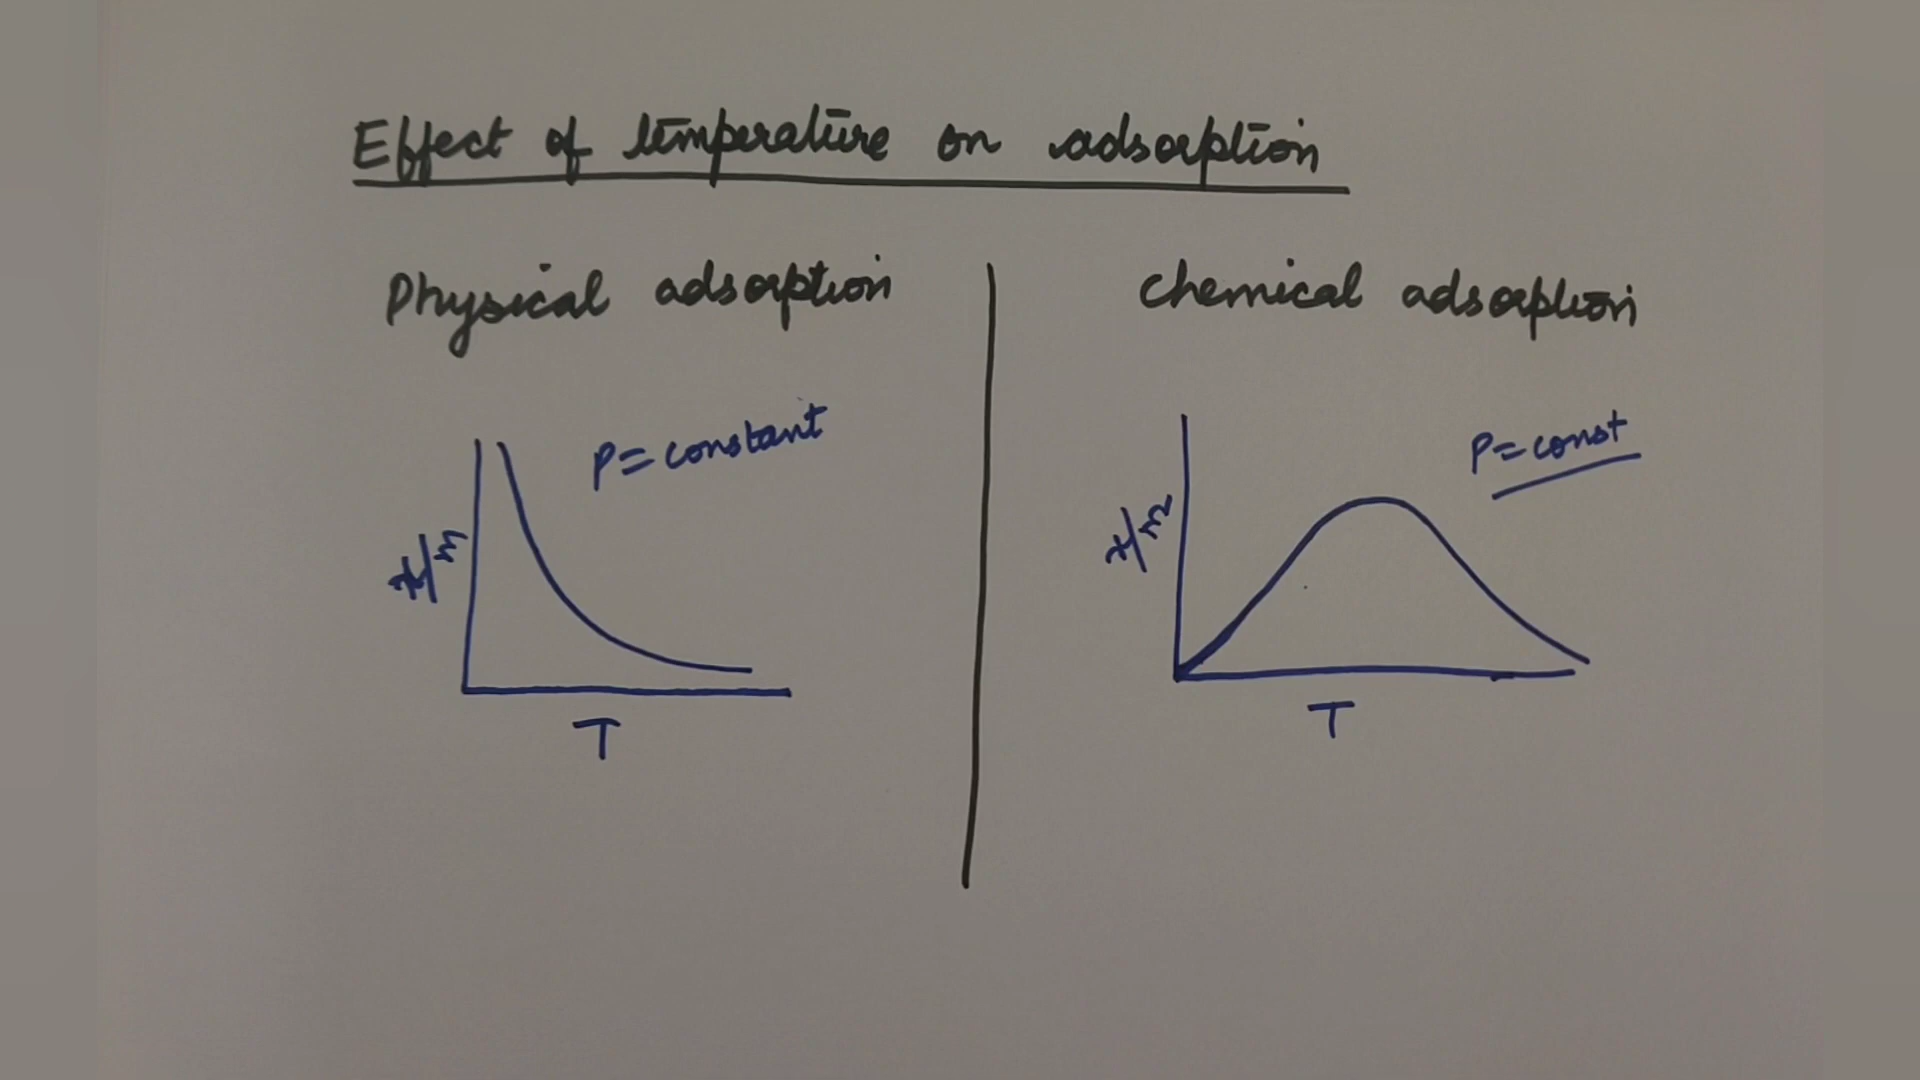 Effect of temperature on adsorption
Physical adsorption
P = constant
x/m
T
chemical adsorption
P = const
x/m
T